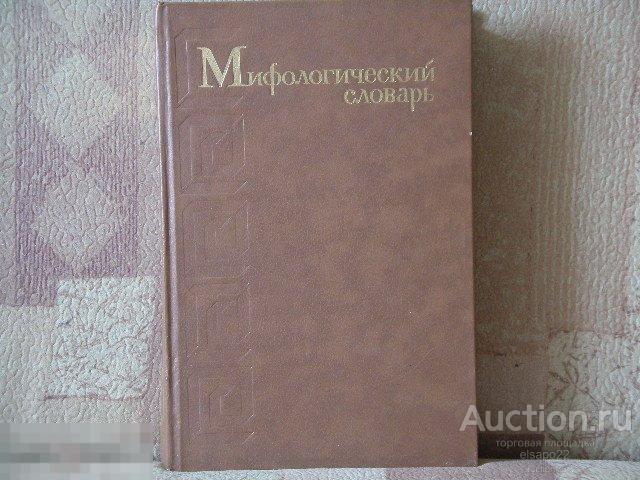 Мифологический
словарь
Auction.ru
торговая площадка
elsapo22